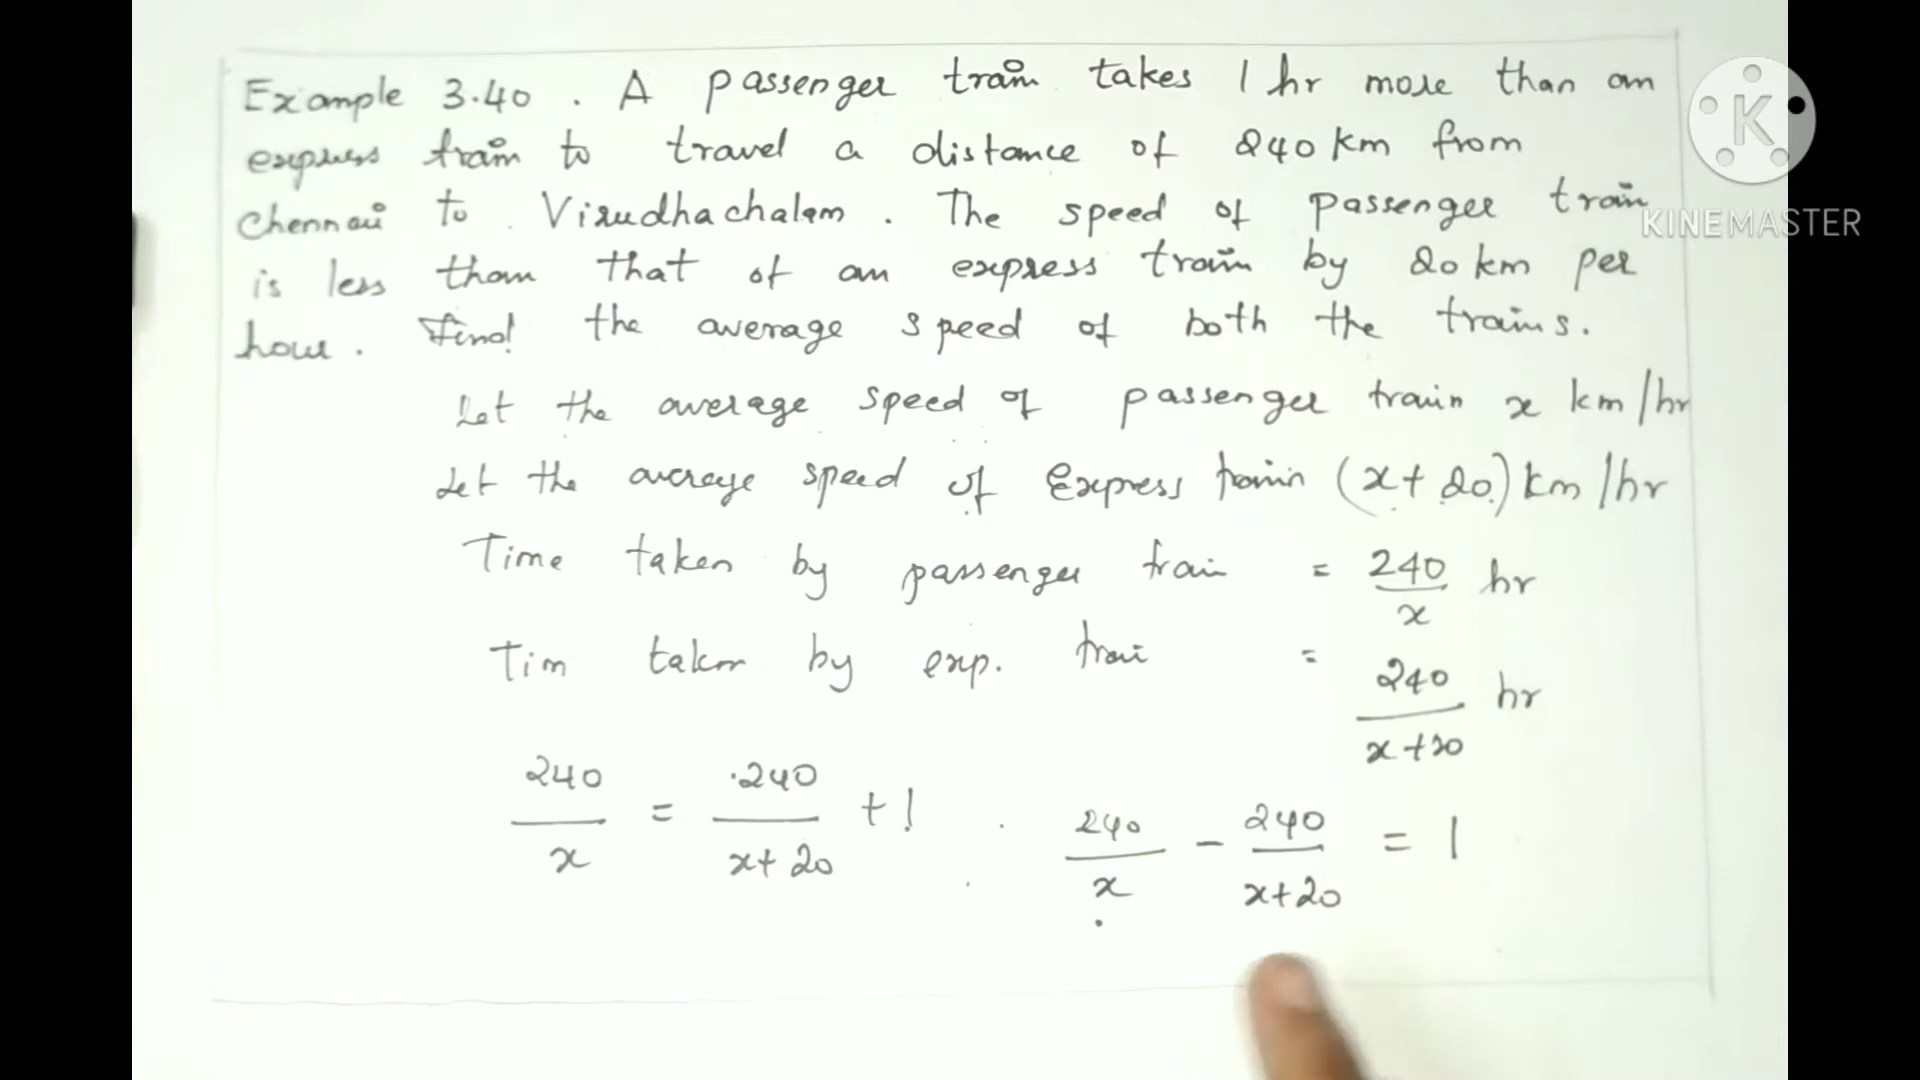 Example 3.40. A passenger train takes 1 hr more than an
express train to travel a distance of 240 km from
Chennai to Virudhachalam. The speed of passenger train
is less than that of an express train by 20 km per
hour. Find the average speed of both the trains.
Let the average speed of passenger train x km/hr
Let the average speed of Express train (x+20) km/hr
Time taken by passenger train = 240/x hr
Tim taken by exp. train = 240/x+20 hr
240/x = 240/x+20 + 1
240/x - 240/x+20 = 1
K
KINEMASTER